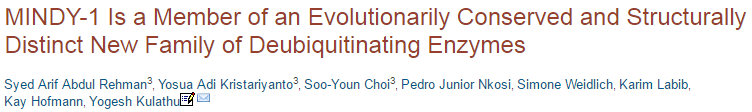 MINDY-1 Is a Member of an Evolutionarily Conserved and Structurally
Distinct New Family of Deubiquitinating Enzymes
Syed Arif Abdul Rehman³, Yosua Adi Kristariyanto³, Soo-Youn Choi³, Pedro Junior Nkosi, Simone Weidlich, Karim Labib,
Kay Hofmann, Yogesh Kulathu